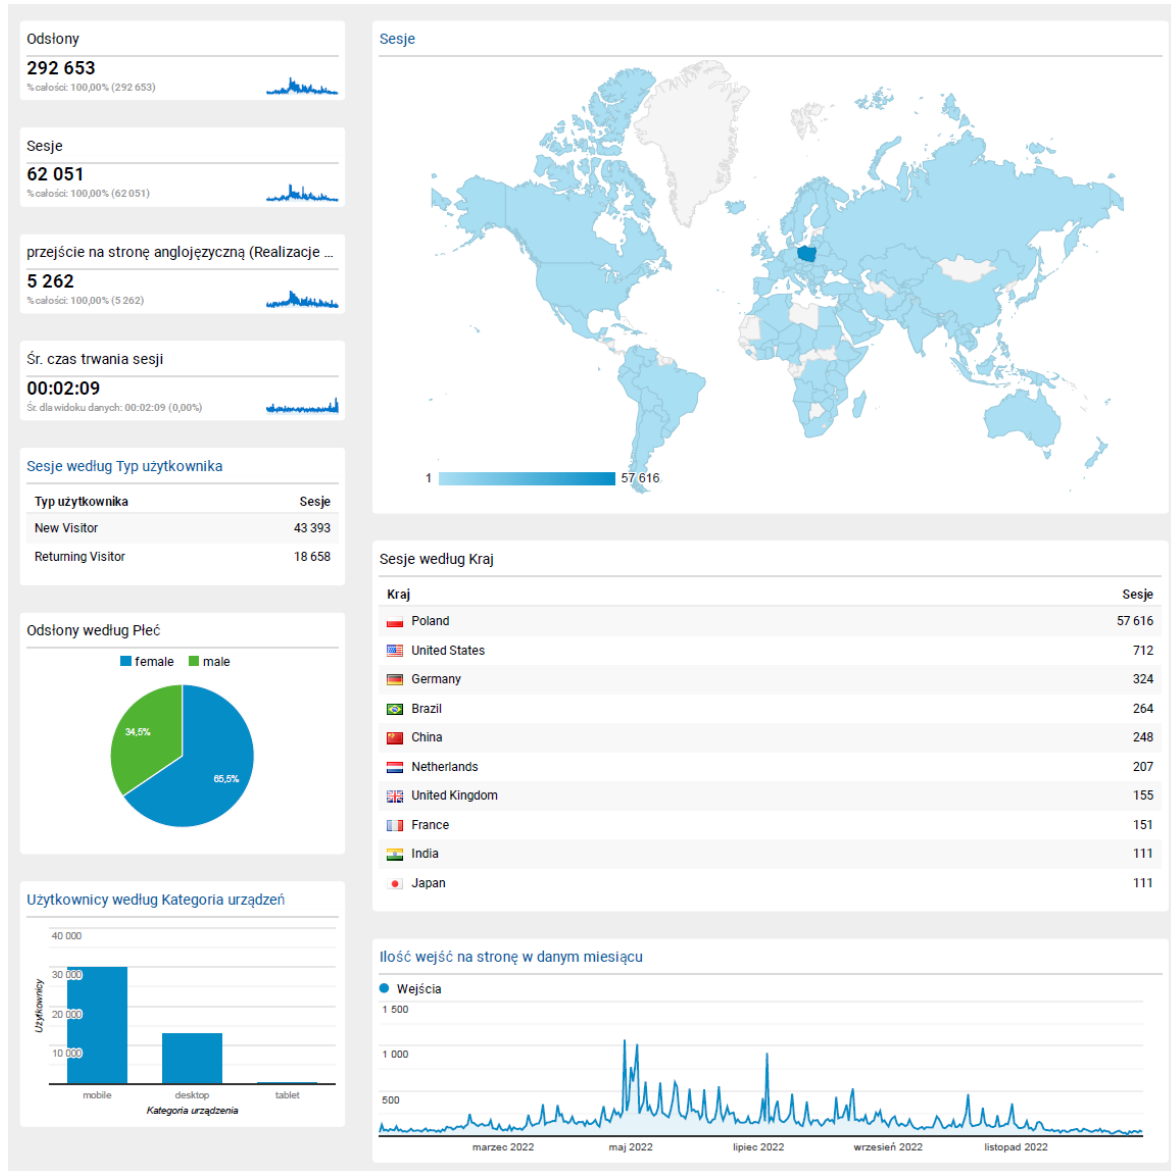 Odsłony
292 653
% całości: 100,00% (292 653)
Sesje
62 051
% całości: 100,00% (62 051)
przejście na stronę anglojęzyczną (Realizacje ...
5 262
% całości: 100,00% (5 262)
Śr. czas trwania sesji
00:02:09
Śr. dla widoku danych: 00:02:09 (0,00%)
Sesje według Typ użytkownika
Typ użytkownika Sesje
New Visitor 43 393
Returning Visitor 18 658
Odsłony według Płeć
female male
34,5%
65,5%
Użytkownicy według Kategoria urządzeń
40 000
30 000
20 000
10 000
Użytkownicy
mobile desktop tablet
Kategoria urządzenia
Sesje
1 57 616
Sesje według Kraj
Kraj Sesje
Poland 57 616
United States 712
Germany 324
Brazil 264
China 248
Netherlands 207
United Kingdom 155
France 151
India 111
Japan 111
Ilość wejść na stronę w danym miesiącu
Wejścia
1 500
1 000
500
marzec 2022 maj 2022 lipiec 2022 wrzesień 2022 listopad 2022